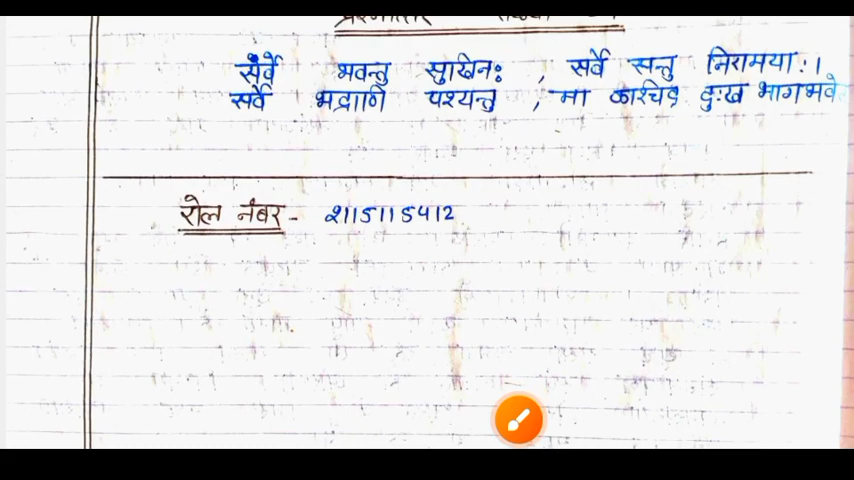 सर्वे भवन्तु सुखिनः , सर्वे सन्तु निरामयाः।
सर्वे भद्राणि पश्यन्तु , मा कश्चिद दुःख भागभवे
रोल नंबर- 2115115412